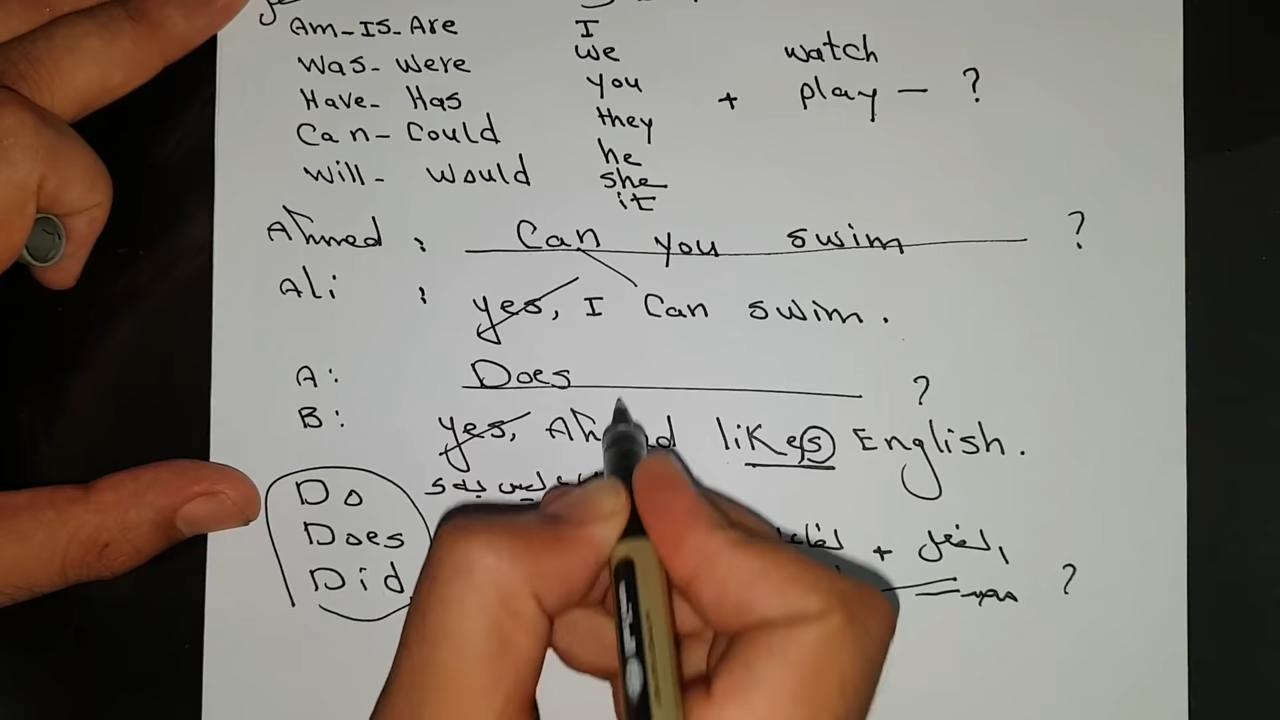 Am-Is-Are I
Was- were we watch
Have- Has you + play — ?
Can- Could they
he
Will- would she
it
Ahmed : Can you swim ?
Ali : yes, I Can swim.
A: Does ?
B: yes, likes English.
Do
Does + الفعل
Did ?